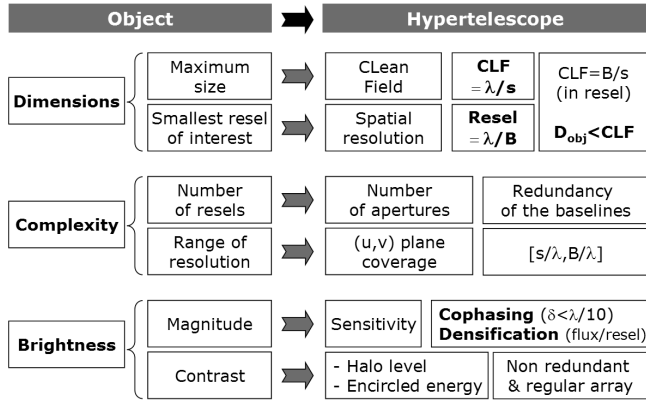 Object
Hypertelescope
Dimensions
Maximum
size
CLean
Field
CLF
= λ/s
CLF=B/s
(in resel)
D_obj<CLF
Smallest resel
of interest
Spatial
resolution
Resel
= λ/B
Complexity
Number
of resels
Number
of apertures
Redundancy
of the baselines
Range of
resolution
(u,v) plane
coverage
[s/λ,B/λ]
Brightness
Magnitude
Sensitivity
Cophasing (δ<λ/10)
Densification (flux/resel)
Contrast
- Halo level
- Encircled energy
Non redundant
& regular array